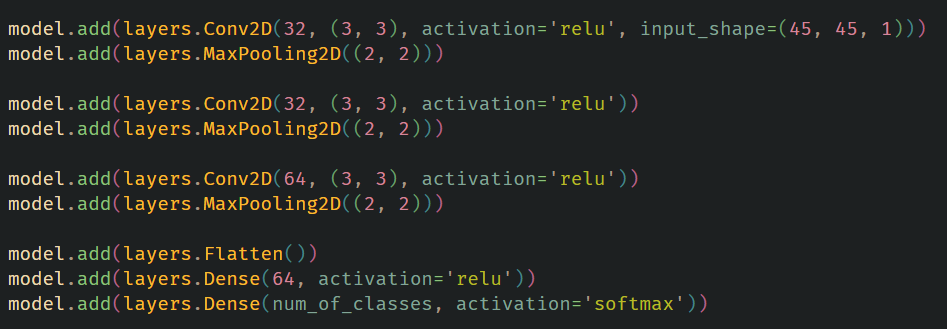 model.add(layers.Conv2D(32, (3, 3), activation='relu', input_shape=(45, 45, 1)))
model.add(layers.MaxPooling2D((2, 2)))
model.add(layers.Conv2D(32, (3, 3), activation='relu'))
model.add(layers.MaxPooling2D((2, 2)))
model.add(layers.Conv2D(64, (3, 3), activation='relu'))
model.add(layers.MaxPooling2D((2, 2)))
model.add(layers.Flatten())
model.add(layers.Dense(64, activation='relu'))
model.add(layers.Dense(num_of_classes, activation='softmax'))